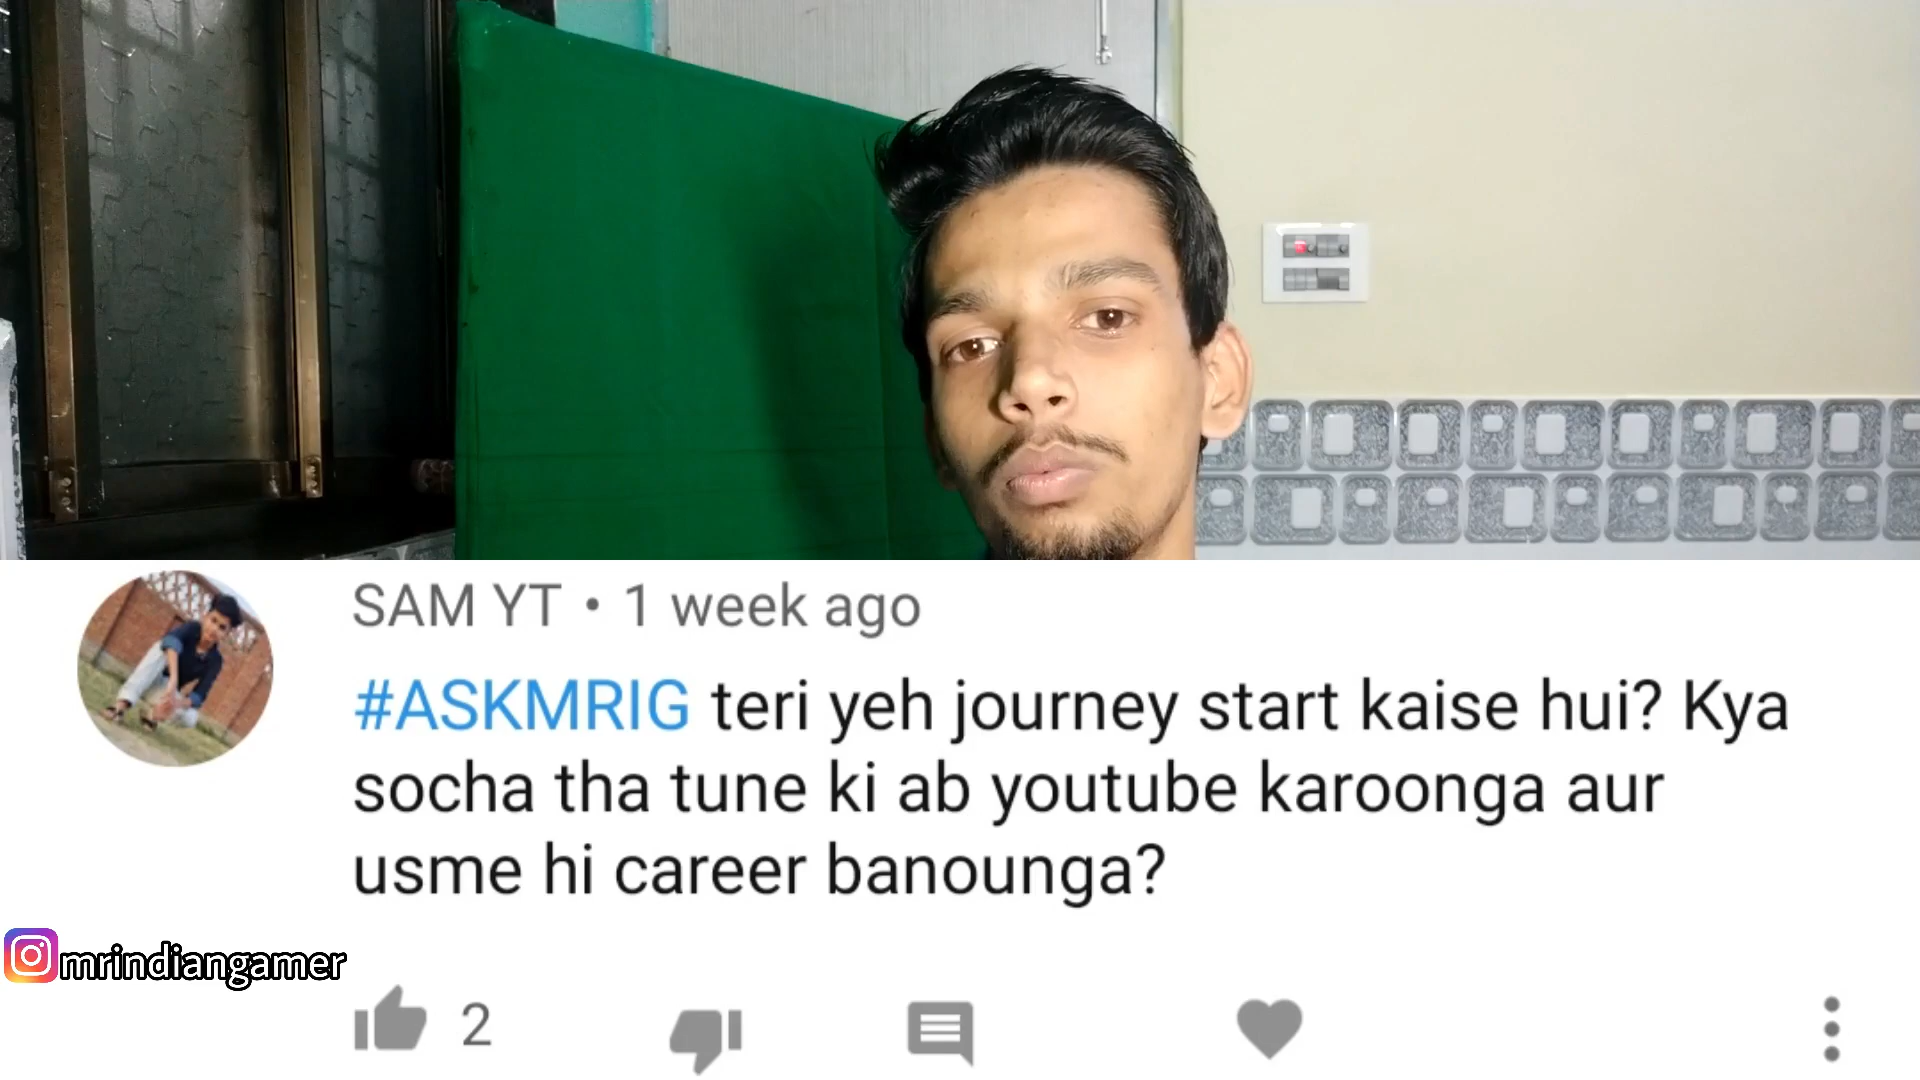 SAM YT • 1 week ago
#ASKMRIG teri yeh journey start kaise hui? Kya
socha tha tune ki ab youtube karoonga aur
usme hi career banounga?
mrindiangamer
2